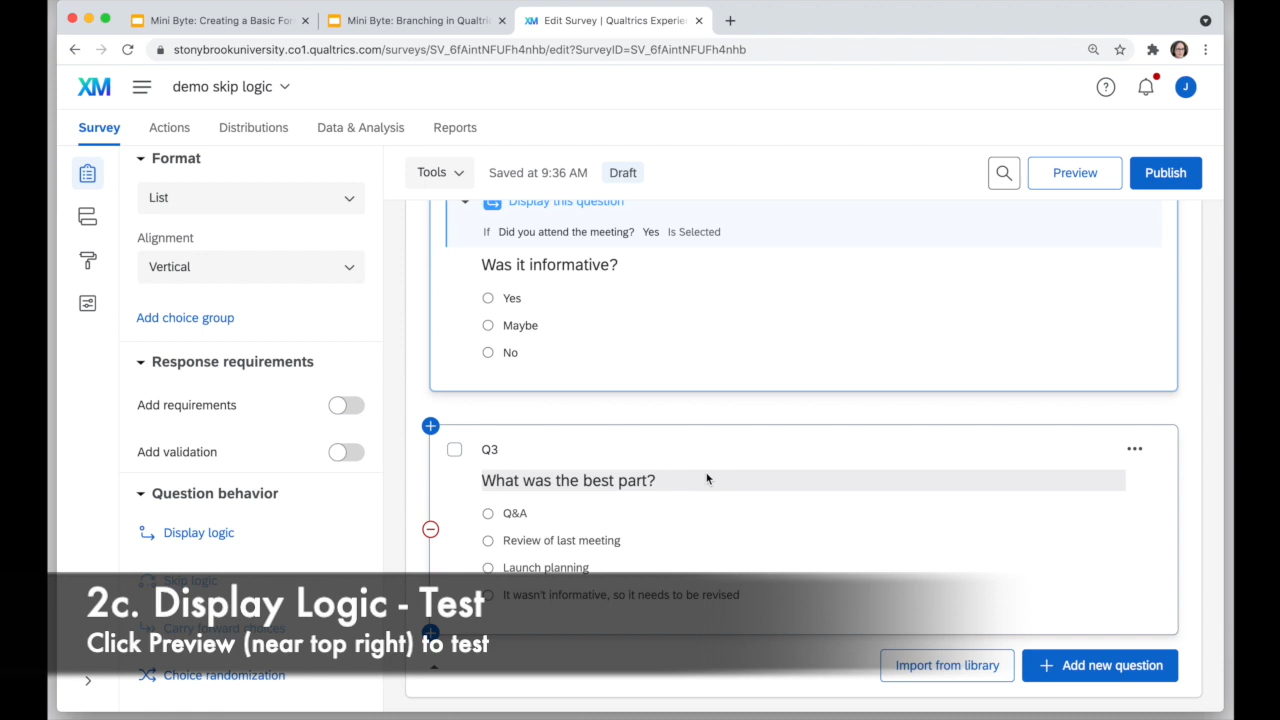 Mini Byte: Creating a Basic For
Mini Byte: Branching in Qualtri
XM Edit Survey | Qualtrics Experie
stonybrookuniversity.co1.qualtrics.com/surveys/SV_6fAintNFUFh4nhb/edit?SurveyID=SV_6fAintNFUFh4nhb
XM
demo skip logic
J
Survey
Actions
Distributions
Data & Analysis
Reports
Format
List
Alignment
Vertical
Add choice group
Response requirements
Add requirements
Add validation
Question behavior
Display logic
Skip logic
Carry forward choices
Choice randomization
Tools
Saved at 9:36 AM
Draft
Preview
Publish
Display this question
If Did you attend the meeting? Yes Is Selected
Was it informative?
Yes
Maybe
No
Q3
What was the best part?
Q&A
Review of last meeting
Launch planning
It wasn't informative, so it needs to be revised
Import from library
Add new question
2c. Display Logic - Test
Click Preview (near top right) to test